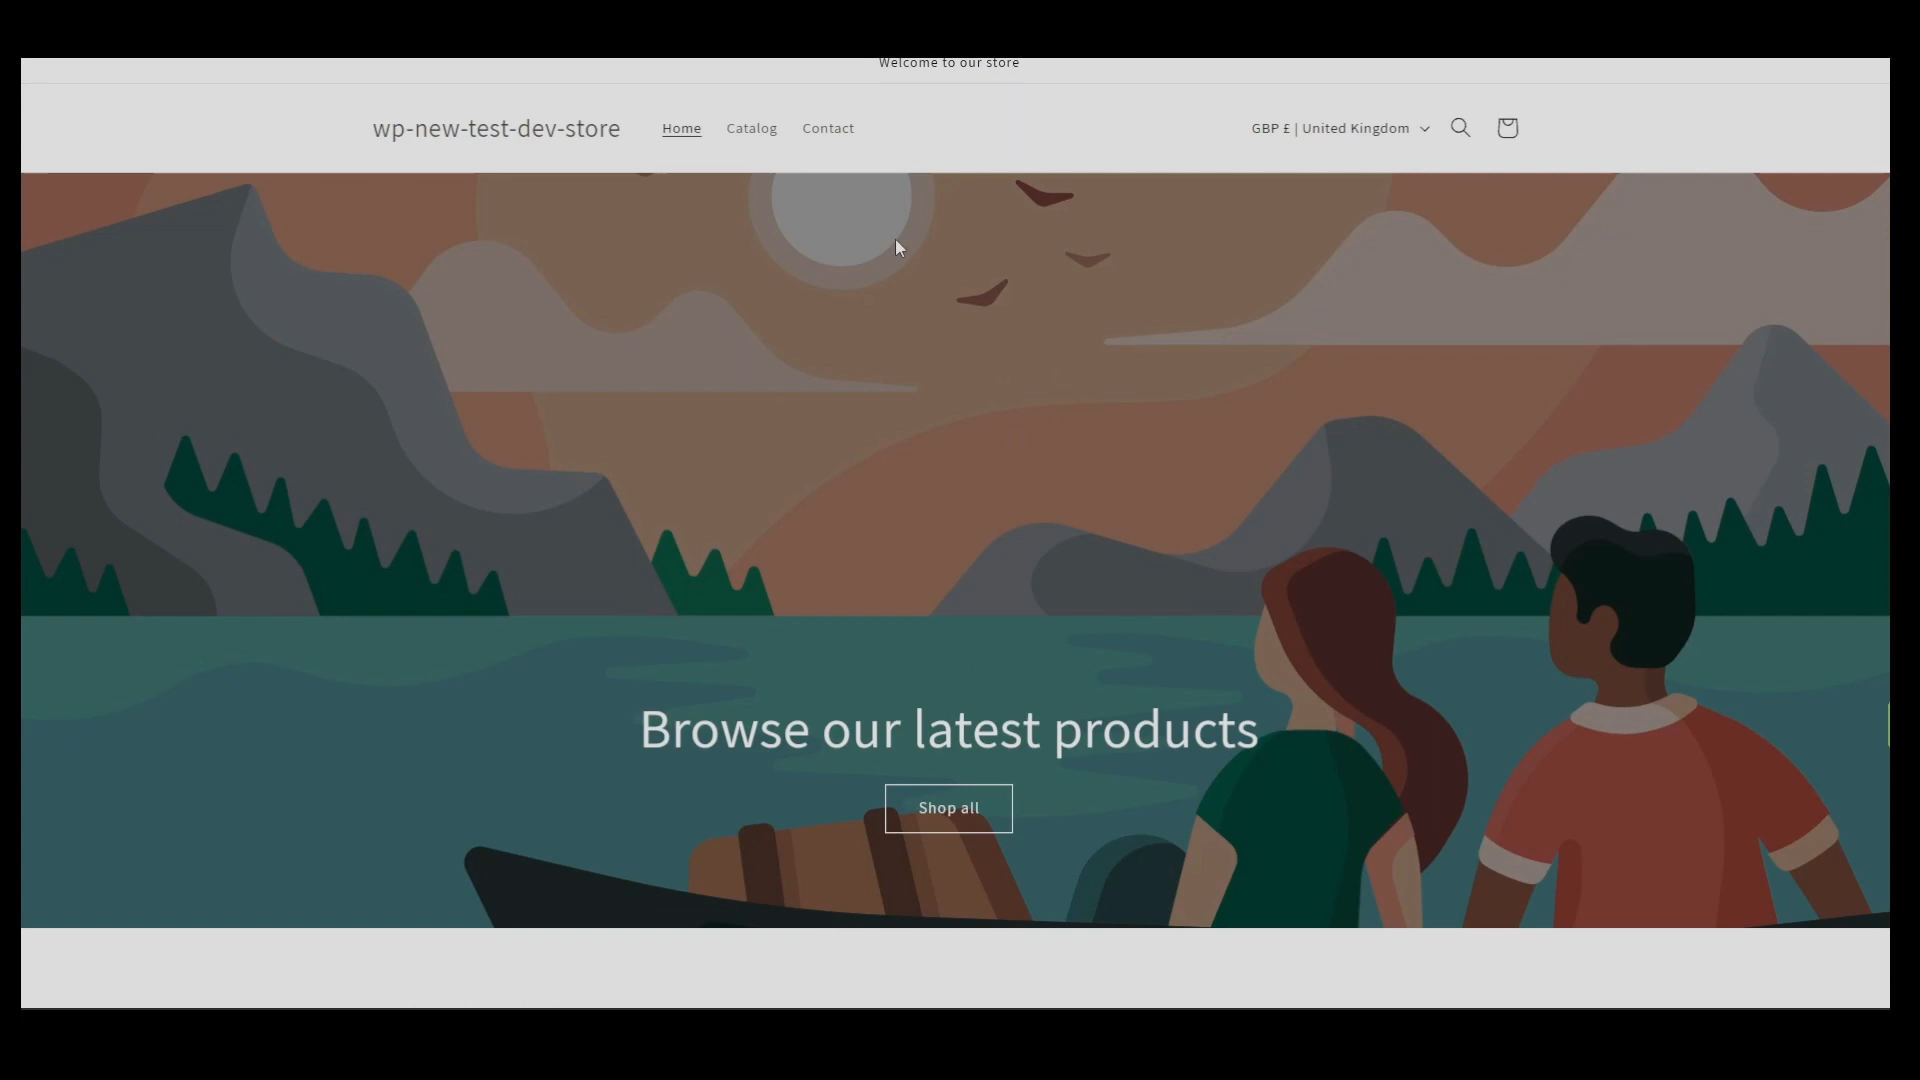 Welcome to our store
wp-new-test-dev-store
Home Catalog Contact
GBP £ | United Kingdom
Browse our latest products
Shop all